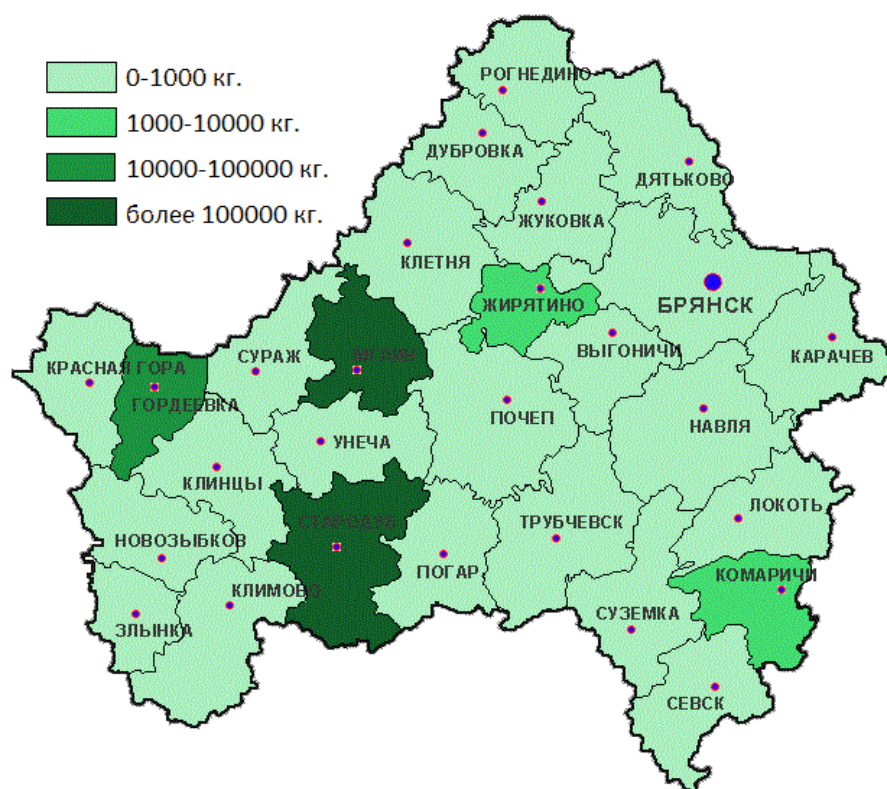 0-1000 кг.
1000-10000 кг.
10000-100000 кг.
более 100000 кг.
РОГНЕДИНО
ДУБРОВКА
ДЯТЬКОВО
ЖУКОВКА
КЛЕТНЯ
ЖИРЯТИНО
БРЯНСК
ВЫГОНИЧИ
КАРАЧЕВ
СУРАЖ
МГЛИН
КРАСНАЯ ГОРА
ГОРДЕЕВКА
ПОЧЕП
НАВЛЯ
УНЕЧА
КЛИНЦЫ
ЛОКОТЬ
СТАРОДУБ
ТРУБЧЕВСК
НОВОЗЫБКОВ
ПОГАР
КОМАРИЧИ
КЛИМОВО
СУЗЕМКА
ЗЛЫНКА
СЕВСК